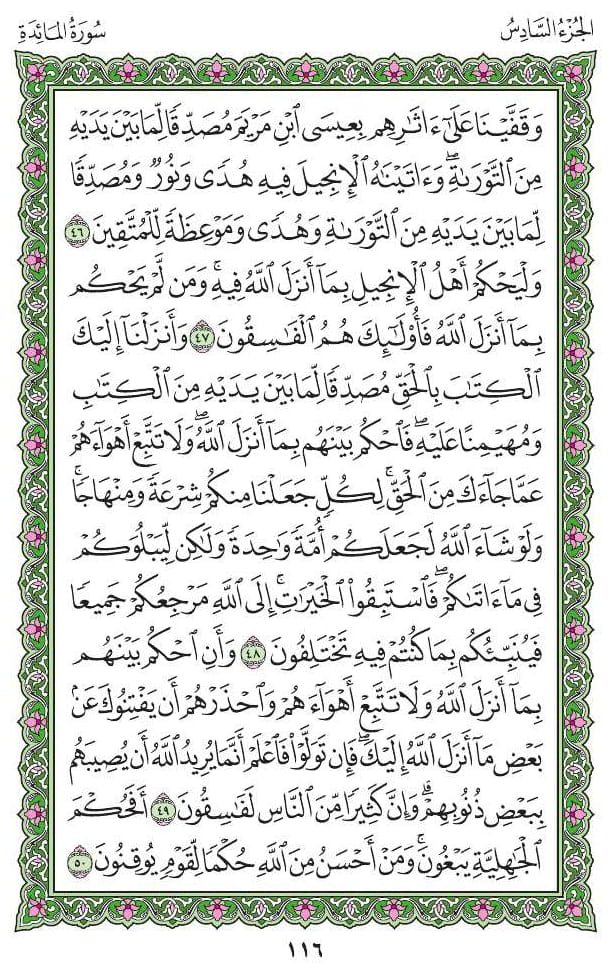 الجُزْءُ السَّادِسُ
سُورَةُ المَائِدَةِ
وَقَفَّيْنَا عَلَىٰٓ ءَاثَٰرِهِم بِعِيسَى ٱبْنِ مَرْيَمَ مُصَدِّقًا لِّمَا بَيْنَ يَدَيْهِ
مِنَ ٱلتَّوْرَىٰةِۖ وَءَاتَيْنَٰهُ ٱلْإِنجِيلَ فِيهِ هُدًى وَنُورٌ وَمُصَدِّقًا
لِّمَا بَيْنَ يَدَيْهِ مِنَ ٱلتَّوْرَىٰةِ وَهُدًى وَمَوْعِظَةً لِّلْمُتَّقِينَ ٤٦
وَلْيَحْكُمْ أَهْلُ ٱلْإِنجِيلِ بِمَآ أَنزَلَ ٱللَّهُ فِيهِۚ وَمَن لَّمْ يَحْكُم
بِمَآ أَنزَلَ ٱللَّهُ فَأُو۟لَٰٓئِكَ هُمُ ٱلْفَٰسِقُونَ ٤٧ وَأَنزَلْنَآ إِلَيْكَ
ٱلْكِتَٰبَ بِٱلْحَقِّ مُصَدِّقًا لِّمَا بَيْنَ يَدَيْهِ مِنَ ٱلْكِتَٰبِ
وَمُهَيْمِنًا عَلَيْهِۖ فَٱحْكُم بَيْنَهُم بِمَآ أَنزَلَ ٱللَّهُۖ وَلَا تَتَّبِعْ أَهْوَآءَهُمْ
عَمَّا جَآءَكَ مِنَ ٱلْحَقِّۚ لِكُلٍّ جَعَلْنَا مِنكُمْ شِرْعَةً وَمِنْهَاجًاۚ
وَلَوْ شَآءَ ٱللَّهُ لَجَعَلَكُمْ أُمَّةً وَٰحِدَةً وَلَٰكِن لِّيَبْلُوَكُمْ
فِى مَآ ءَاتَىٰكُمْۖ فَٱسْتَبِقُوا۟ ٱلْخَيْرَٰتِۚ إِلَى ٱللَّهِ مَرْجِعُكُمْ جَمِيعًا
فَيُنَبِّئُكُم بِمَا كُنتُمْ فِيهِ تَخْتَلِفُونَ ٤٨ وَأَنِ ٱحْكُم بَيْنَهُم
بِمَآ أَنزَلَ ٱللَّهُ وَلَا تَتَّبِعْ أَهْوَآءَهُمْ وَٱحْذَرْهُمْ أَن يَفْتِنُوكَ عَنۢ
بَعْضِ مَآ أَنزَلَ ٱللَّهُ إِلَيْكَۖ فَإِن تَوَلَّوْا۟ فَٱعْلَمْ أَنَّمَا يُرِيدُ ٱللَّهُ أَن يُصِيبَهُم
بِبَعْضِ ذُنُوبِهِمْۗ وَإِنَّ كَثِيرًا مِّنَ ٱلنَّاسِ لَفَٰسِقُونَ ٤٩ أَفَحُكْمَ
ٱلْجَٰهِلِيَّةِ يَبْغُونَۚ وَمَنْ أَحْسَنُ مِنَ ٱللَّهِ حُكْمًا لِّقَوْمٍ يُوقِنُونَ ٥٠
١١٦